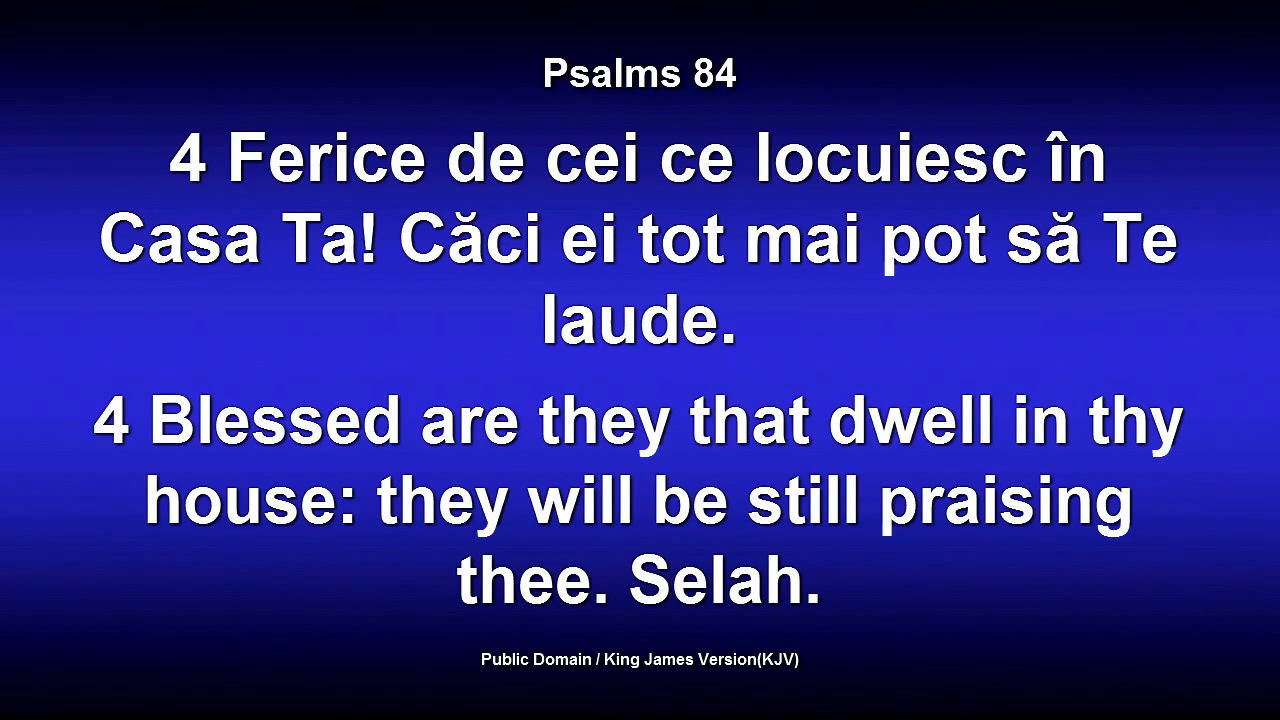 Psalms 84
4 Ferice de cei ce locuiesc în
Casa Ta! Căci ei tot mai pot să Te
laude.
4 Blessed are they that dwell in thy
house: they will be still praising
thee. Selah.
Public Domain / King James Version(KJV)